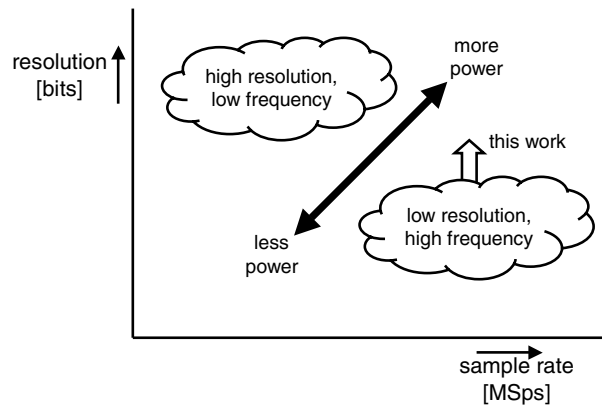 resolution
[bits]
high resolution,
low frequency
more
power
this work
low resolution,
high frequency
less
power
sample rate
[MSps]